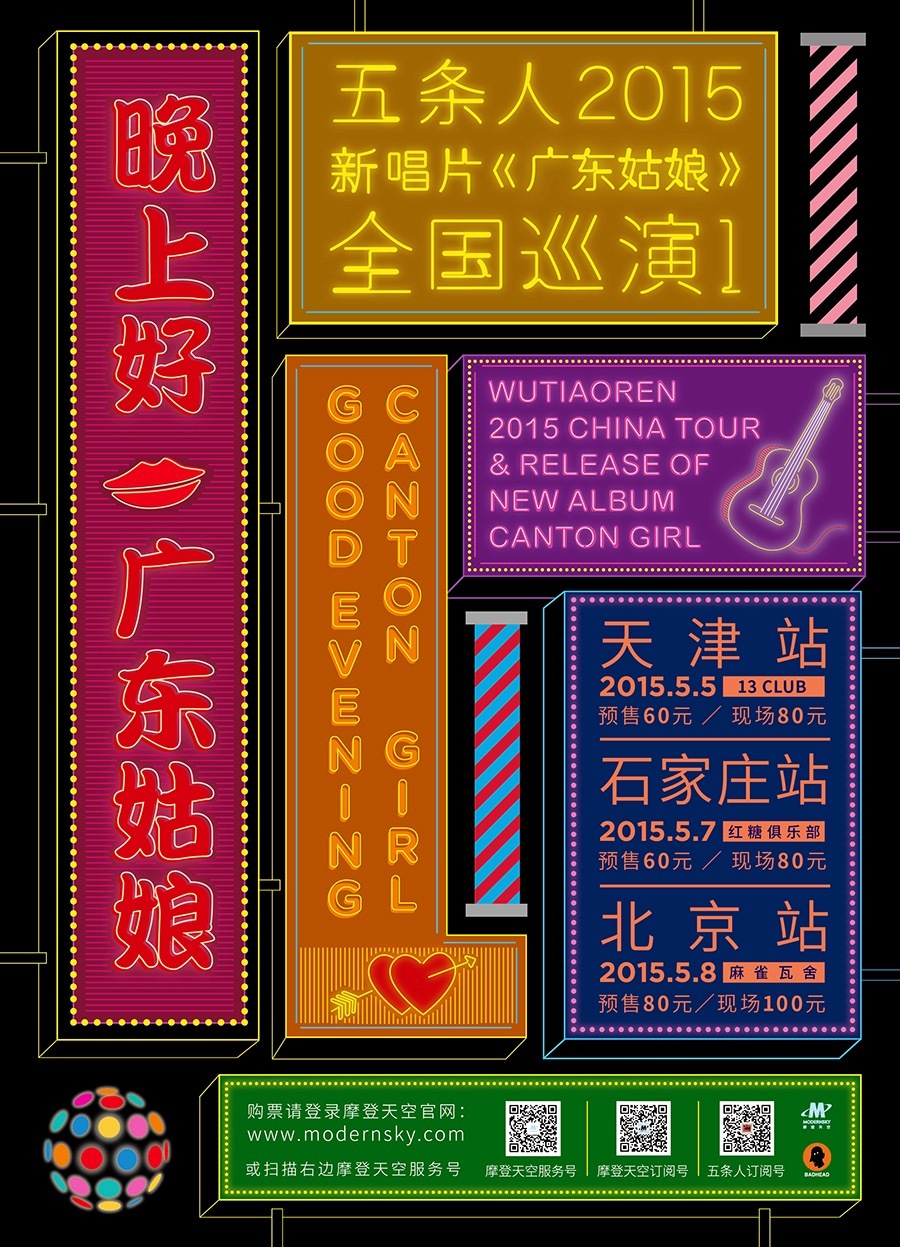 晚上好
广东姑娘
五条人2015
新唱片《广东姑娘》
全国巡演1
GOOD EVENING
CANTON GIRL
WUTIAOREN
2015 CHINA TOUR
& RELEASE OF
NEW ALBUM
CANTON GIRL
天津站
2015.5.5 13 CLUB
预售60元／现场80元
石家庄站
2015.5.7 红糖俱乐部
预售60元／现场80元
北京站
2015.5.8 麻雀瓦舍
预售80元／现场100元
购票请登录摩登天空官网：
www.modernsky.com
或扫描右边摩登天空服务号
摩登天空服务号
摩登天空订阅号
五条人订阅号
MODERNSKY
摩登天空
BADHEAD